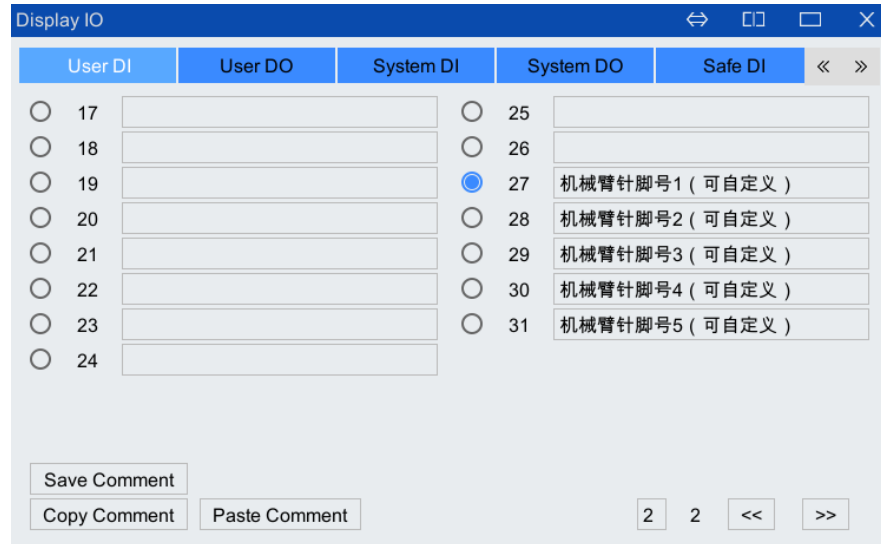 Display IO
User DI
User DO
System DI
System DO
Safe DI
«
»
17
18
19
20
21
22
23
24
25
26
27 机械臂针脚号1（可自定义）
28 机械臂针脚号2（可自定义）
29 机械臂针脚号3（可自定义）
30 机械臂针脚号4（可自定义）
31 机械臂针脚号5（可自定义）
Save Comment
Copy Comment
Paste Comment
2
2
<<
>>